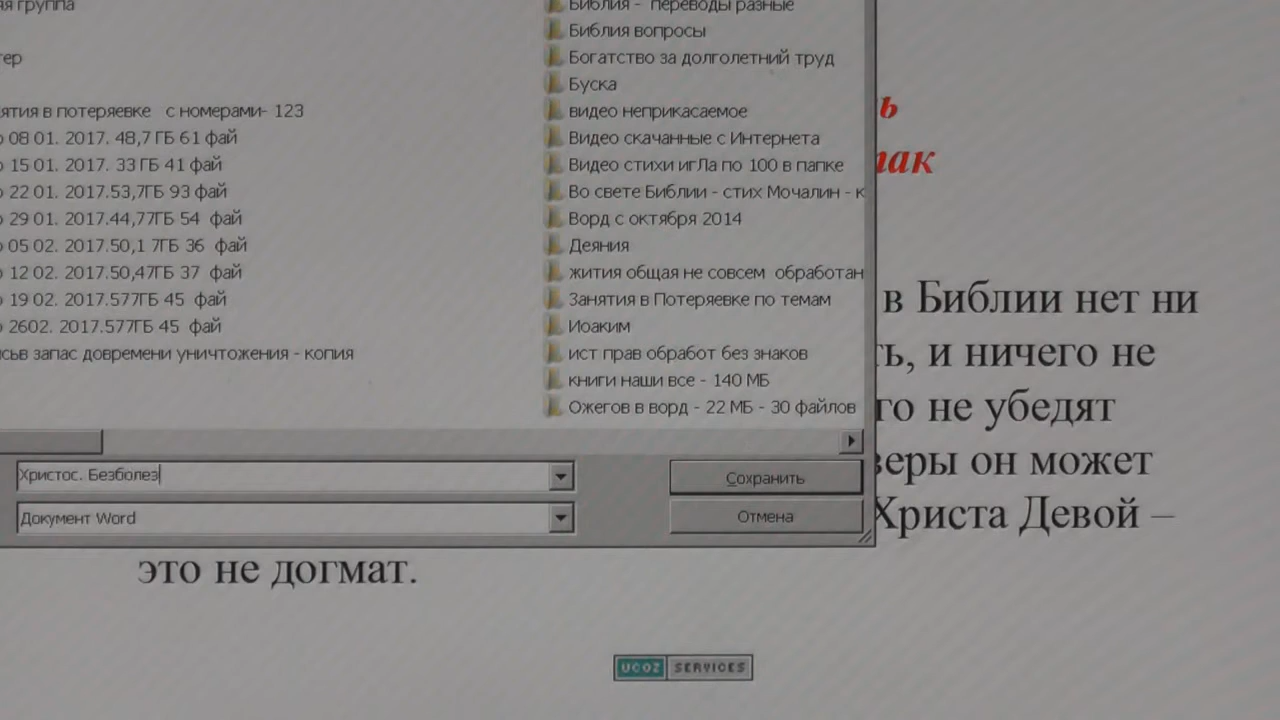 яя группа
тер
ятия в потеряевке с номерами- 123
о 08 01. 2017. 48,7 ГБ 61 фай
о 15 01. 2017. 33 ГБ 41 фай
о 22 01. 2017.53,7ГБ 93 фай
о 29 01. 2017.44,77ГБ 54 фай
о 05 02. 2017.50,1 7ГБ 36 фай
о 12 02. 2017.50,47ГБ 37 фай
о 19 02. 2017.577ГБ 45 фай
о 2602. 2017.577ГБ 45 фай
ісьв запас довремени уничтожения - копия
Библия - переводы разные
Библия вопросы
Богатство за долголетний труд
Буска
видео неприкасаемое
Видео скачанные с Интернета
Видео стихи игЛа по 100 в папке
Во свете Библии - стих Мочалин - к
Ворд с октября 2014
Деяния
жития общая не совсем обработан
Занятия в Потеряевке по темам
Иоаким
ист прав обработ без знаков
книги наши все - 140 МБ
Ожегов в ворд - 22 МБ - 30 файлов
Христос. Безболез
Сохранить
Документ Word
Отмена
ь
так
в Библии нет ни
ть, и ничего не
го не убедят
веры он может
Христа Девой –
это не догмат.
UCOZ SERVICES